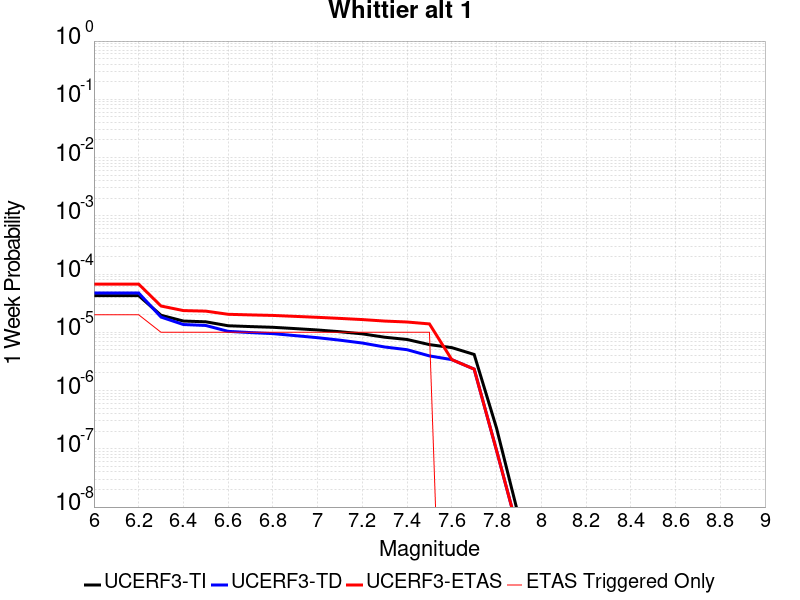 Whittier alt 1
10^0
10^-1
10^-2
10^-3
10^-4
10^-5
10^-6
10^-7
10^-8
1 Week Probability
6 6.2 6.4 6.6 6.8 7 7.2 7.4 7.6 7.8 8 8.2 8.4 8.6 8.8 9
Magnitude
UCERF3-TI UCERF3-TD UCERF3-ETAS ETAS Triggered Only